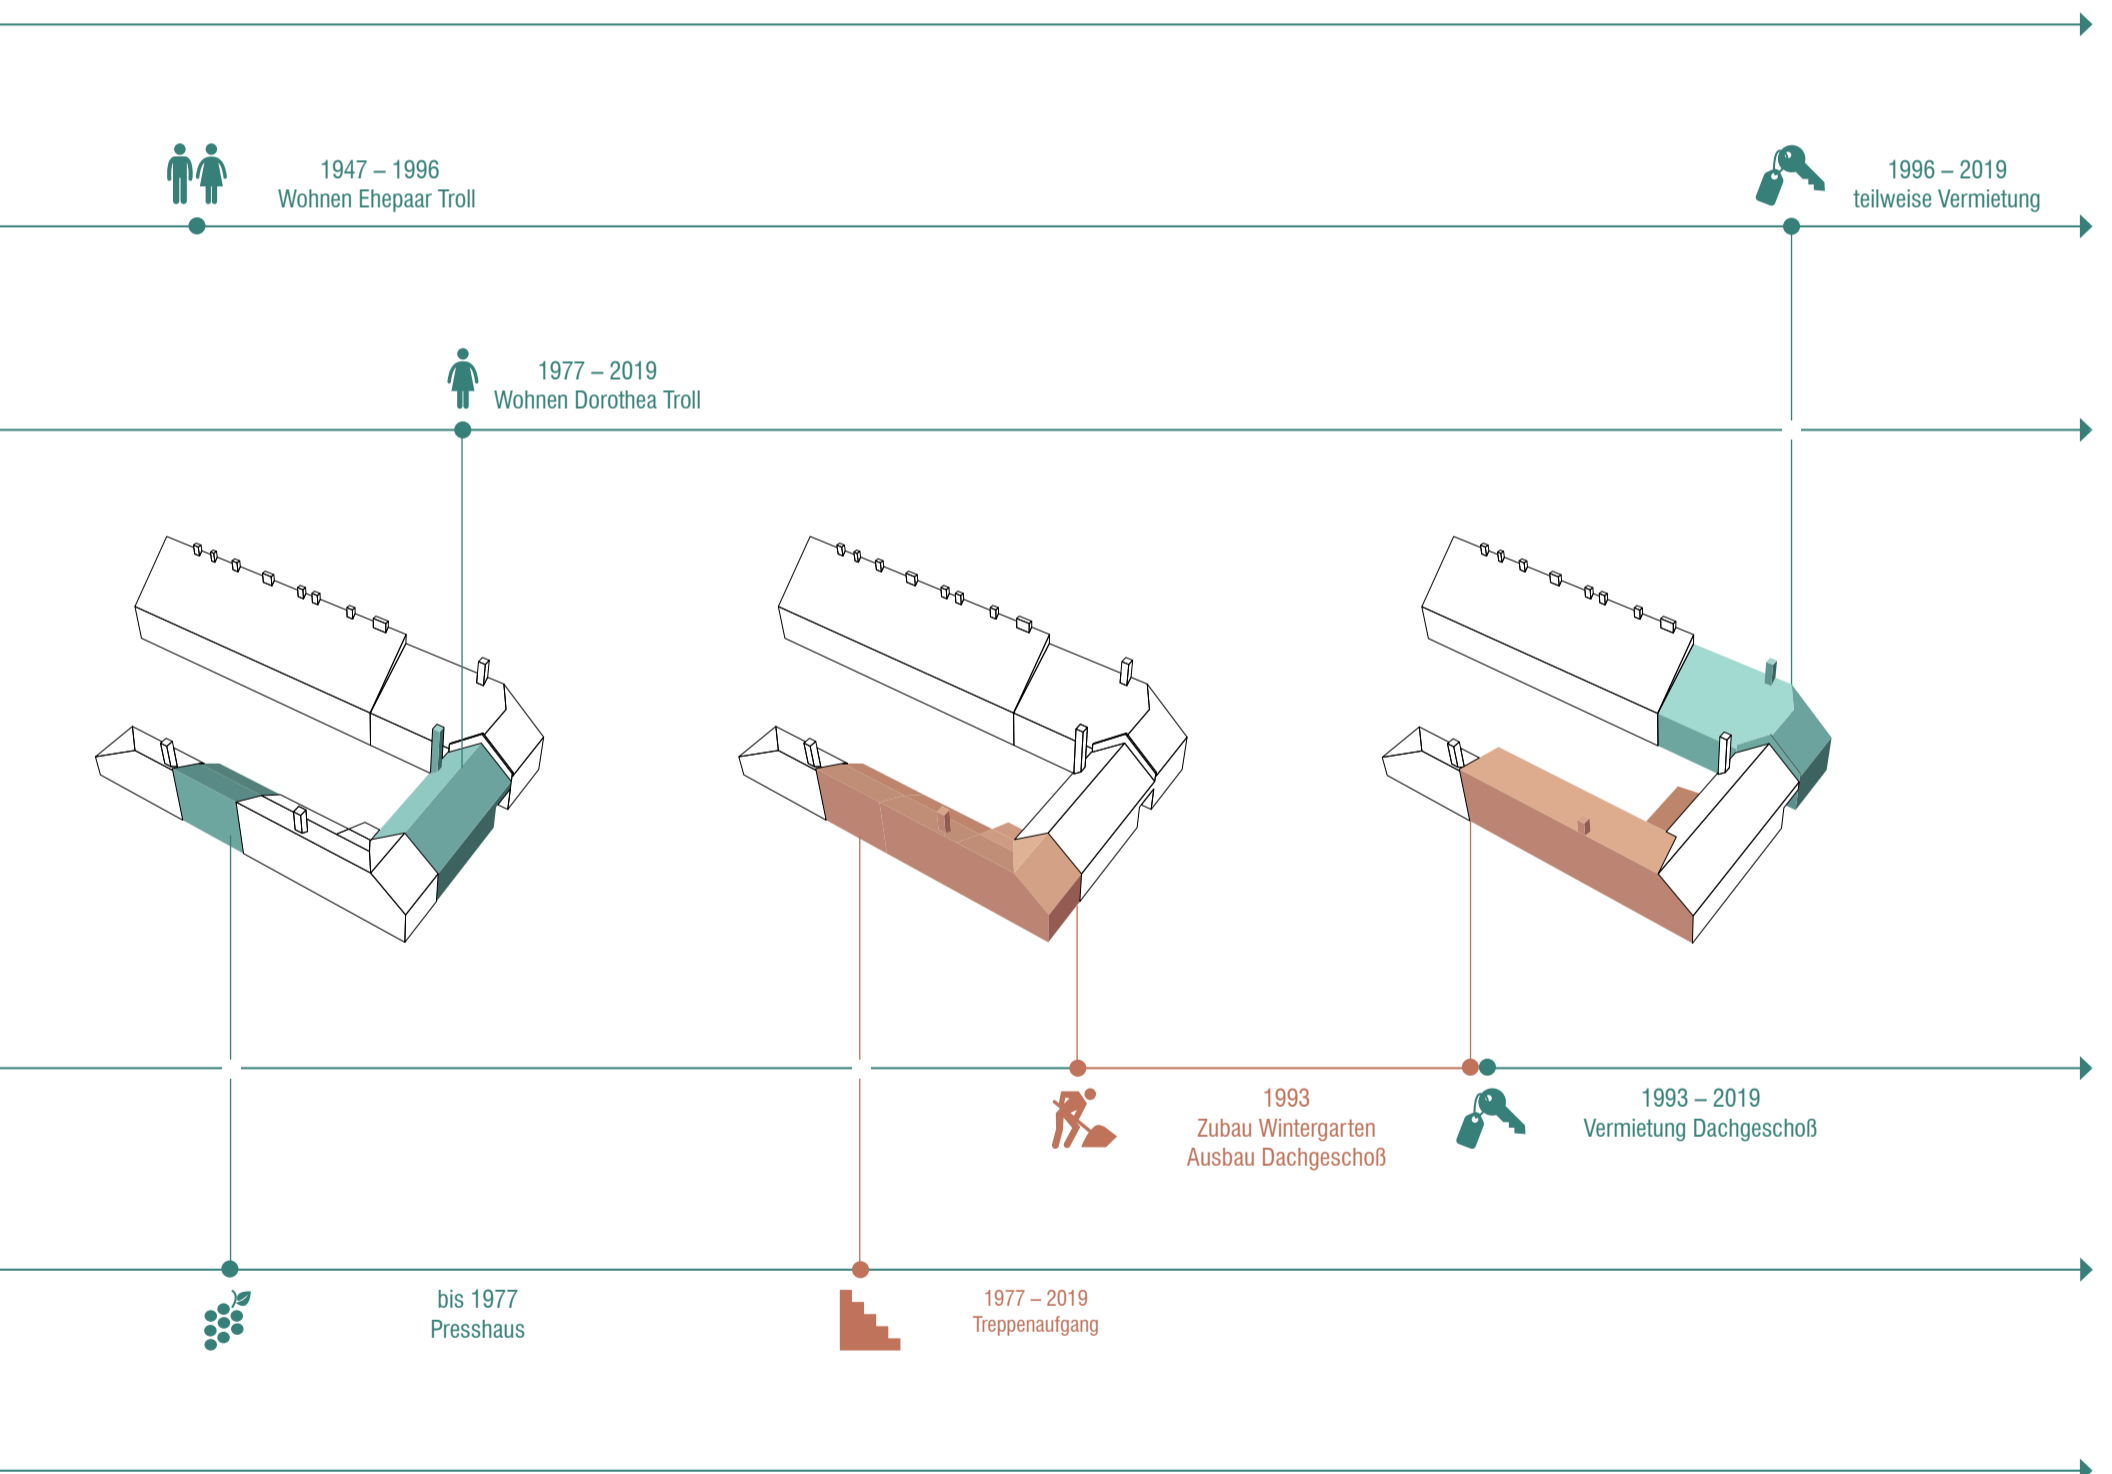 1947 – 1996
Wohnen Ehepaar Troll
1996 – 2019
teilweise Vermietung
1977 – 2019
Wohnen Dorothea Troll
1993
Zubau Wintergarten
Ausbau Dachgeschoß
1993 – 2019
Vermietung Dachgeschoß
bis 1977
Presshaus
1977 – 2019
Treppenaufgang